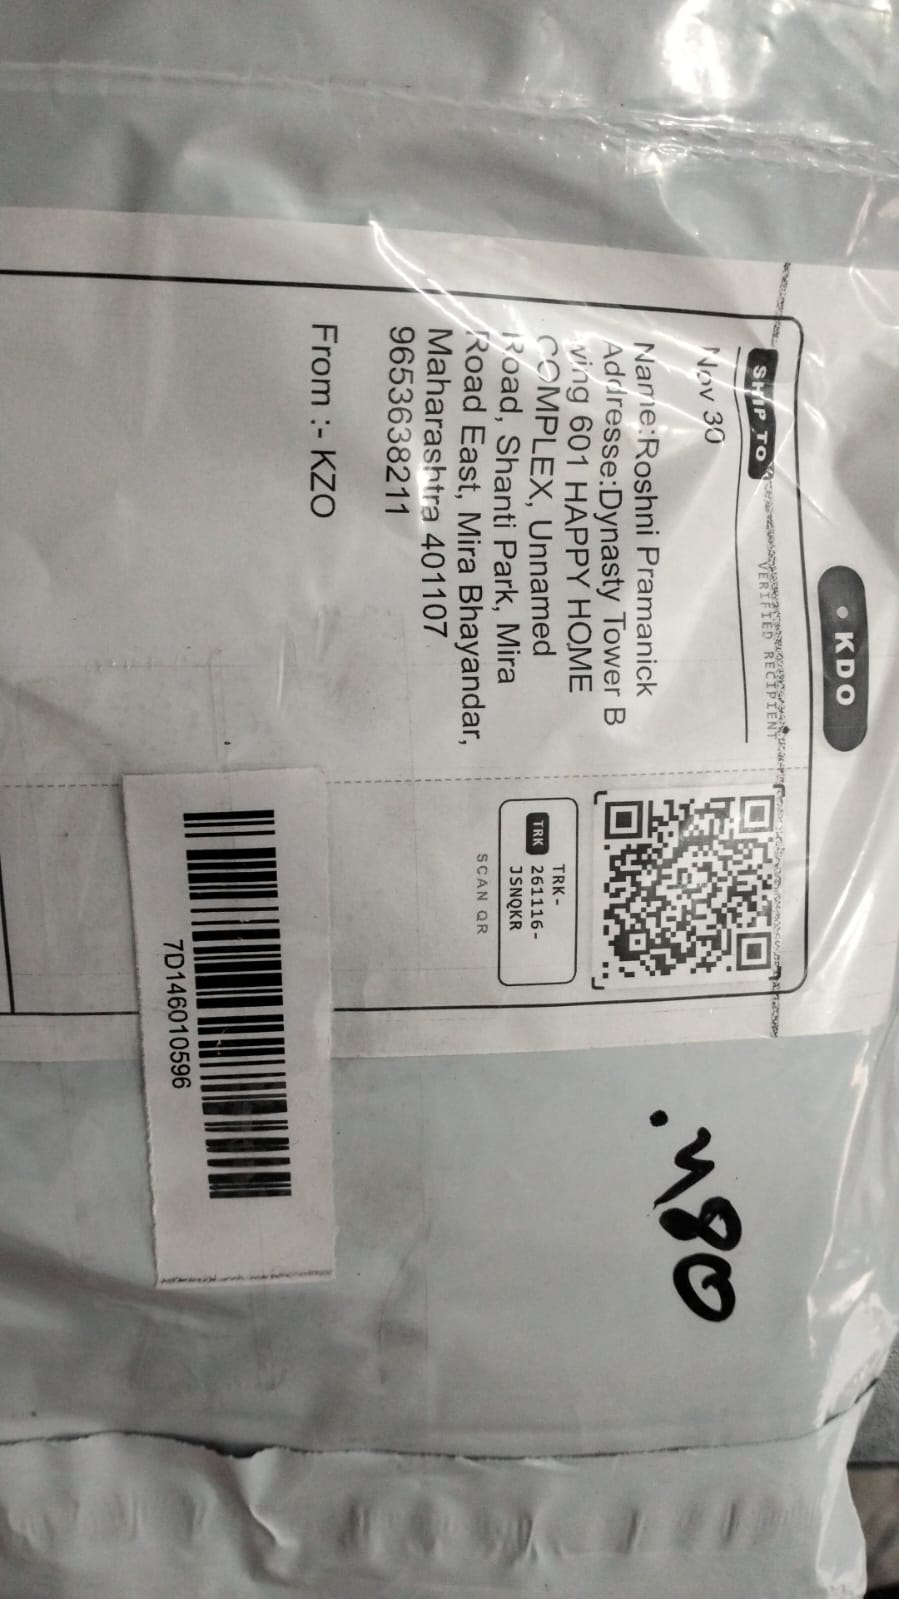 • KDO
SHIP TO
VERIFIED RECIPIENT
Nov 30
Name:Roshni Pramanick
Addresse:Dynasty Tower B
wing 601 HAPPY HOME
COMPLEX, Unnamed
Road, Shanti Park, Mira
Road East, Mira Bhayandar,
Maharashtra 401107
9653638211
From :- KZO
TRK
TRK-
261116-
JSNQKR
SCAN QR
7D146010596